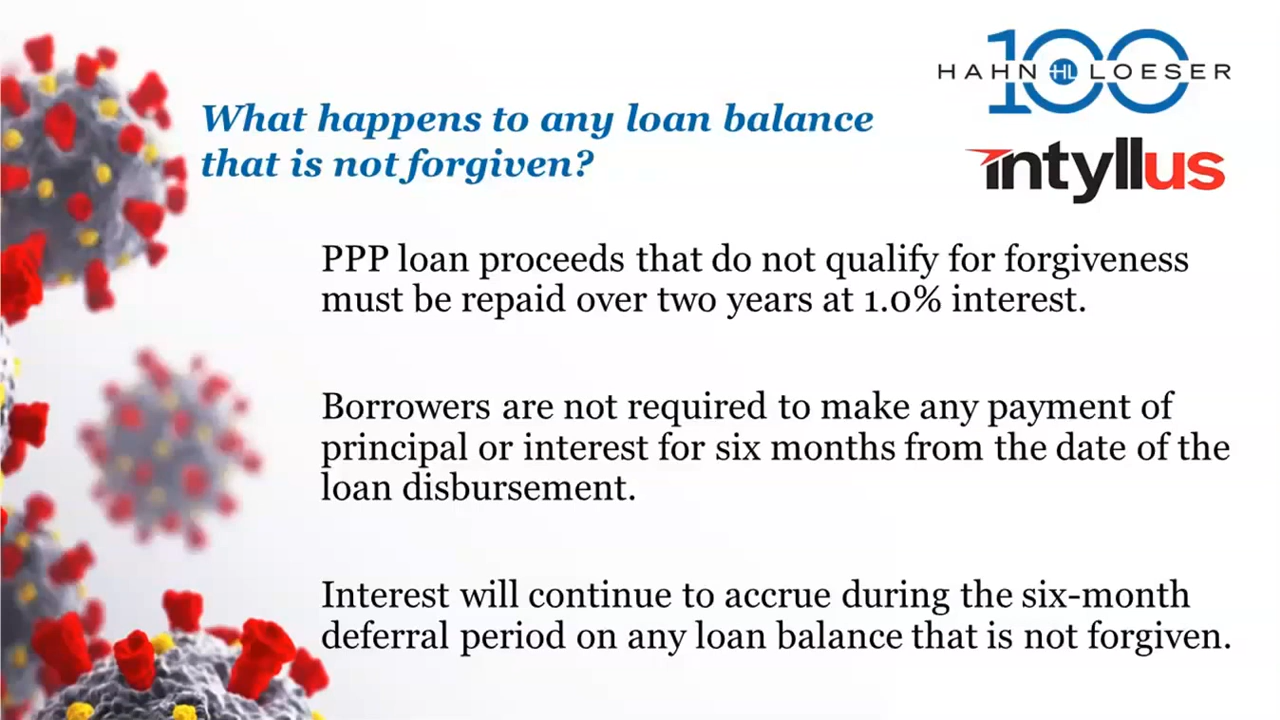 100
HAHN HL LOESER
intyllus
What happens to any loan balance
that is not forgiven?
PPP loan proceeds that do not qualify for forgiveness
must be repaid over two years at 1.0% interest.
Borrowers are not required to make any payment of
principal or interest for six months from the date of the
loan disbursement.
Interest will continue to accrue during the six-month
deferral period on any loan balance that is not forgiven.